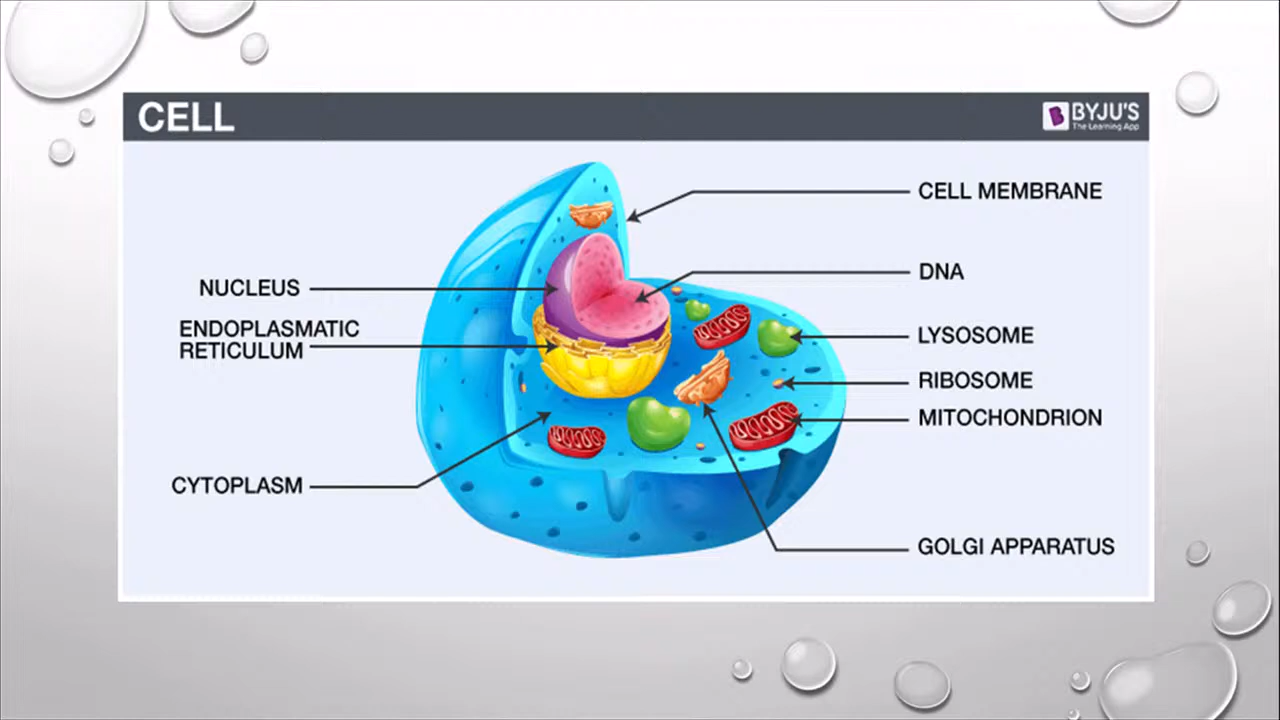 CELL
BYJU'S
The Learning App
CELL MEMBRANE
DNA
NUCLEUS
ENDOPLASMATIC
RETICULUM
LYSOSOME
RIBOSOME
MITOCHONDRION
CYTOPLASM
GOLGI APPARATUS